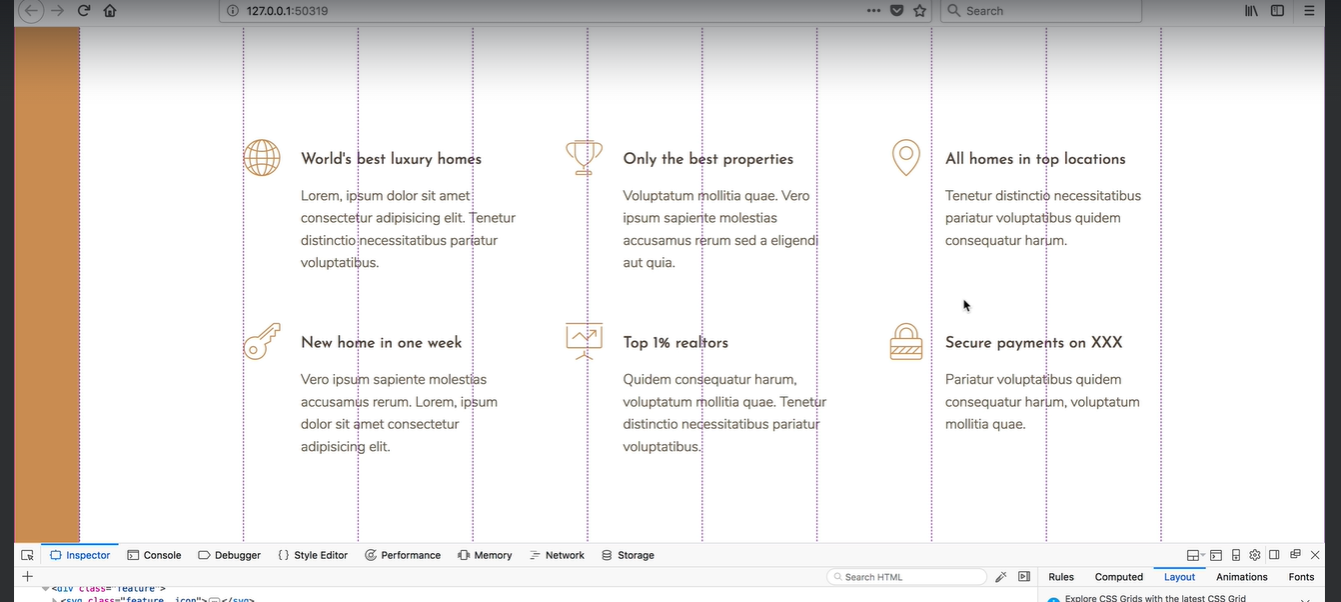 127.0.0.1:50319
Search
World's best luxury homes
Lorem, ipsum dolor sit amet
consectetur adipisicing elit. Tenetur
distinctio necessitatibus pariatur
voluptatibus.
Only the best properties
Voluptatum mollitia quae. Vero
ipsum sapiente molestias
accusamus rerum sed a eligendi
aut quia.
All homes in top locations
Tenetur distinctio necessitatibus
pariatur voluptatibus quidem
consequatur harum.
New home in one week
Vero ipsum sapiente molestias
accusamus rerum. Lorem, ipsum
dolor sit amet consectetur
adipisicing elit.
Top 1% realtors
Quidem consequatur harum,
voluptatum mollitia quae. Tenetur
distinctio necessitatibus pariatur
voluptatibus.
Secure payments on XXX
Pariatur voluptatibus quidem
consequatur harum, voluptatum
mollitia quae.
Inspector Console Debugger { } Style Editor Performance Memory Network Storage
+ Search HTML Rules Computed Layout Animations Fonts
<div class="feature">
<svg class="feature__icon">…</svg>
Explore CSS Grids with the latest CSS Grid